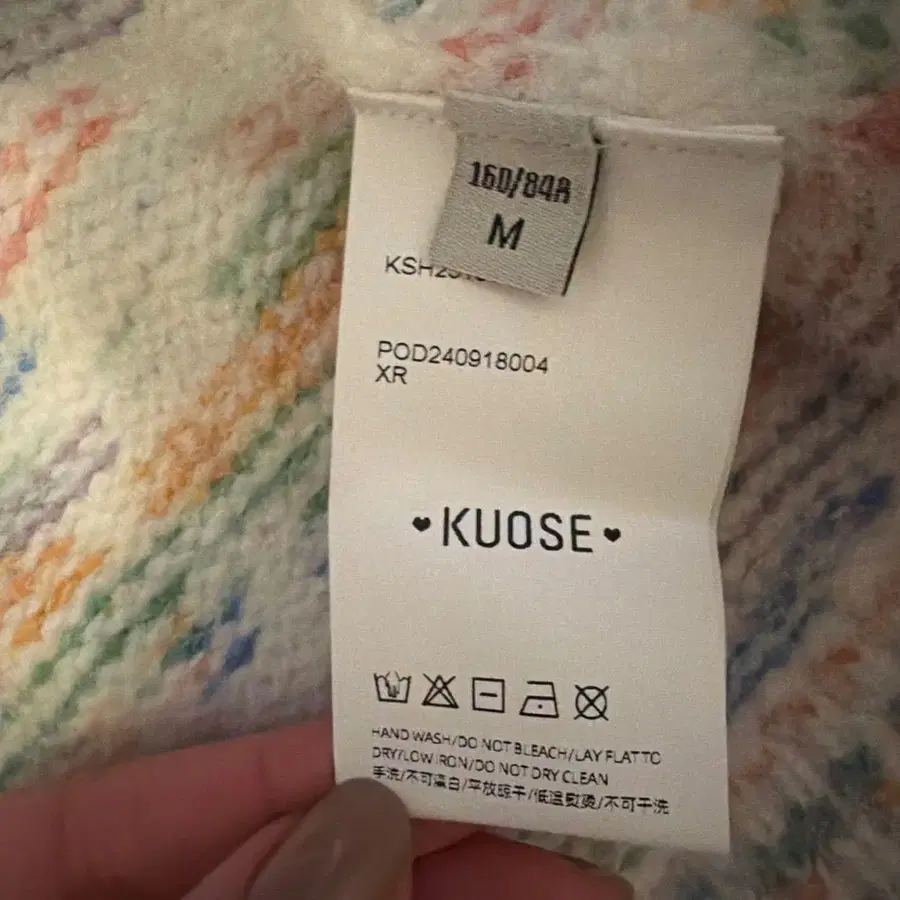 160/84A
M
POD240918004
XR
♥KUOSE♥
HAND WASH/DO NOT BLEACH/LAY FLAT TO
DRY/LOW IRON/DO NOT DRY CLEAN
手洗/不可漂白/平放晾干/低温熨烫/不可干洗